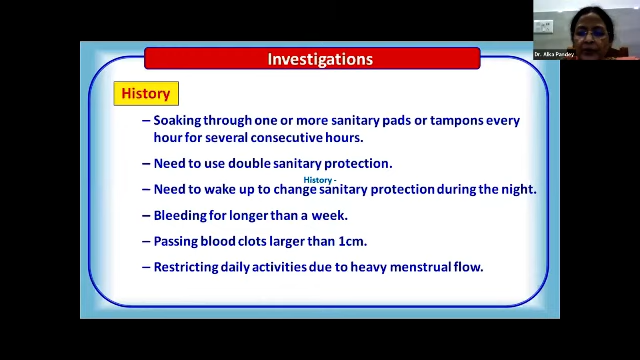 Investigations
Dr. Alka Pandey
History
– Soaking through one or more sanitary pads or tampons every
hour for several consecutive hours.
– Need to use double sanitary protection.
History -
– Need to wake up to change sanitary protection during the night.
– Bleeding for longer than a week.
– Passing blood clots larger than 1cm.
– Restricting daily activities due to heavy menstrual flow.